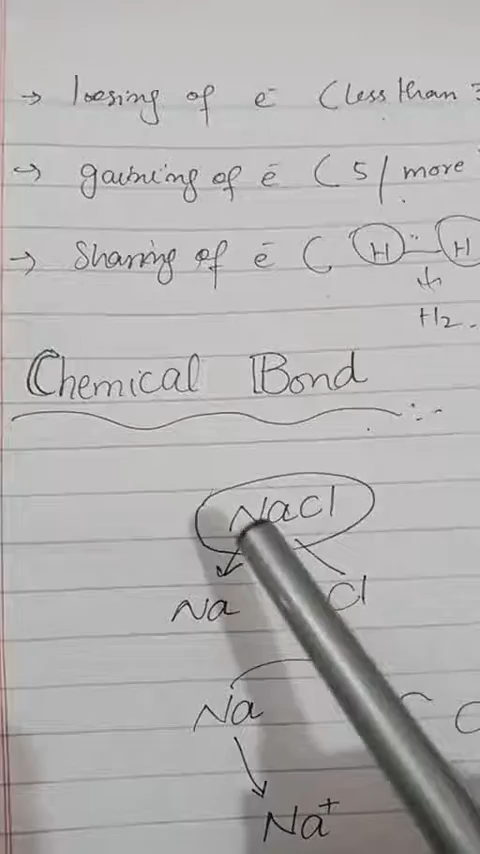 → loosing of e⁻ (less than
→ gaining of e⁻ ( 5 / more
→ Sharing of e⁻ ( H : H
H2.
Chemical Bond :-
NaCl
Na Cl
Na
Na⁺